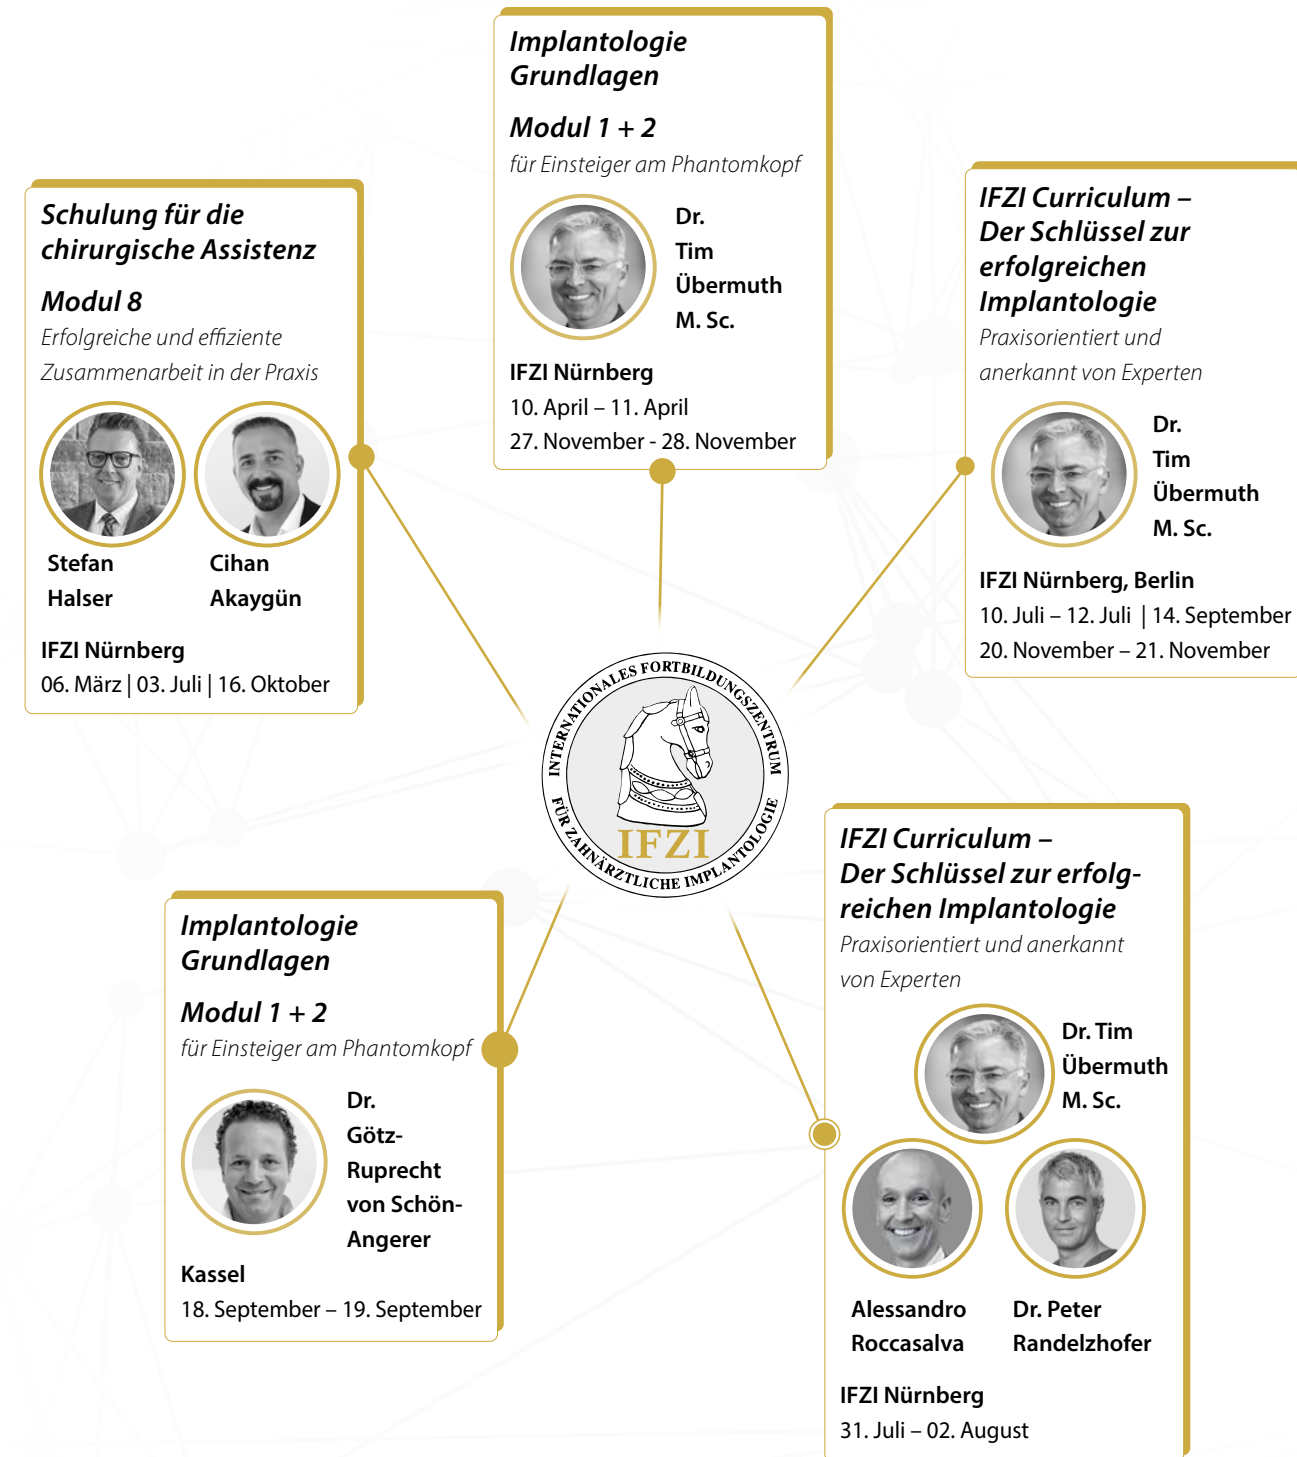 Implantologie
Grundlagen
Modul 1 + 2
für Einsteiger am Phantomkopf
Dr.
Tim
Übermuth
M. Sc.
IFZI Nürnberg
10. April – 11. April
27. November - 28. November
Schulung für die
chirurgische Assistenz
Modul 8
Erfolgreiche und effiziente
Zusammenarbeit in der Praxis
Stefan
Halser
Cihan
Akaygün
IFZI Nürnberg
06. März | 03. Juli | 16. Oktober
IFZI Curriculum –
Der Schlüssel zur
erfolgreichen
Implantologie
Praxisorientiert und
anerkannt von Experten
Dr.
Tim
Übermuth
M. Sc.
IFZI Nürnberg, Berlin
10. Juli – 12. Juli | 14. September
20. November – 21. November
INTERNATIONALES FORTBILDUNGSZENTRUM
FÜR ZAHNÄRZTLICHE IMPLANTOLOGIE
IFZI
Implantologie
Grundlagen
Modul 1 + 2
für Einsteiger am Phantomkopf
Dr.
Götz-
Ruprecht
von Schön-
Angerer
Kassel
18. September – 19. September
IFZI Curriculum –
Der Schlüssel zur erfolg-
reichen Implantologie
Praxisorientiert und anerkannt
von Experten
Dr. Tim
Übermuth
M. Sc.
Alessandro
Roccasalva
Dr. Peter
Randelzhofer
IFZI Nürnberg
31. Juli – 02. August